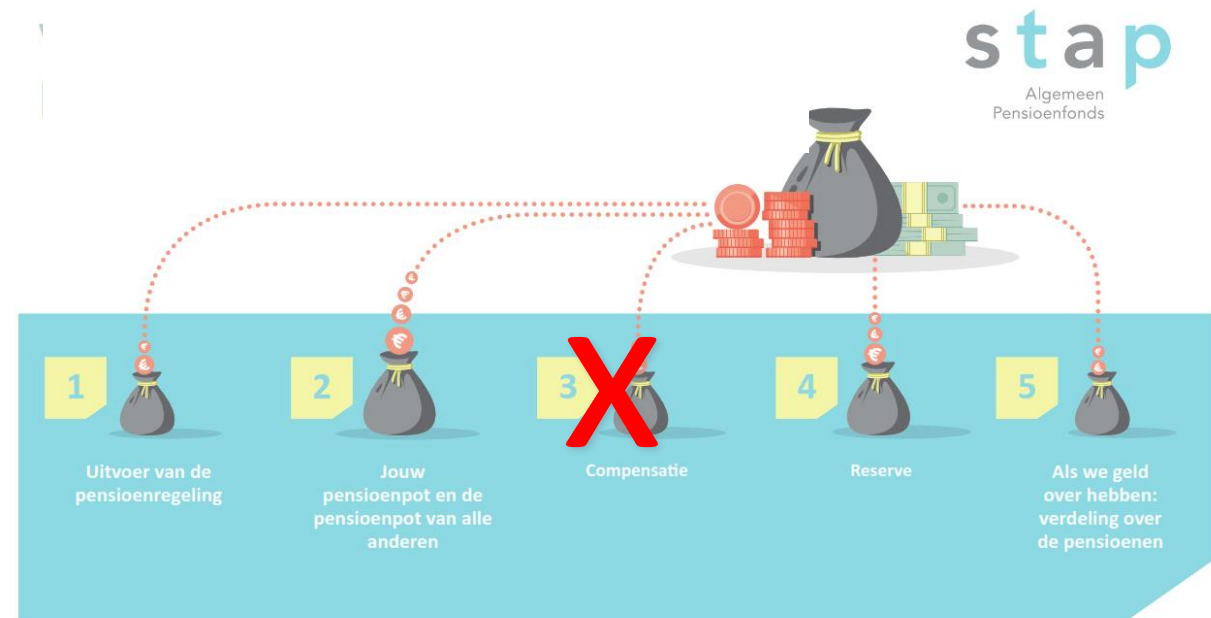 stap
Algemeen
Pensioenfonds
1
2
3
X
4
5
Uitvoer van de
pensioenregeling
Jouw
pensioenpot en de
pensioenpot van alle
anderen
Compensatie
Reserve
Als we geld
over hebben:
verdeling over
de pensioenen